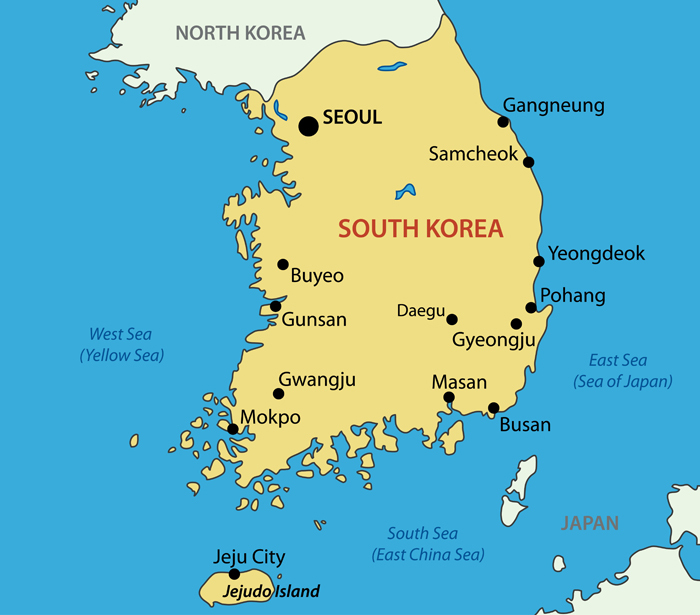 NORTH KOREA
Gangneung
SEOUL
Samcheok
SOUTH KOREA
Yeongdeok
Buyeo
Pohang
Daegu
Gunsan
Gyeongju
West Sea
(Yellow Sea)
East Sea
(Sea of Japan)
Gwangju
Masan
Mokpo
Busan
JAPAN
South Sea
(East China Sea)
Jeju City
Jejudo Island